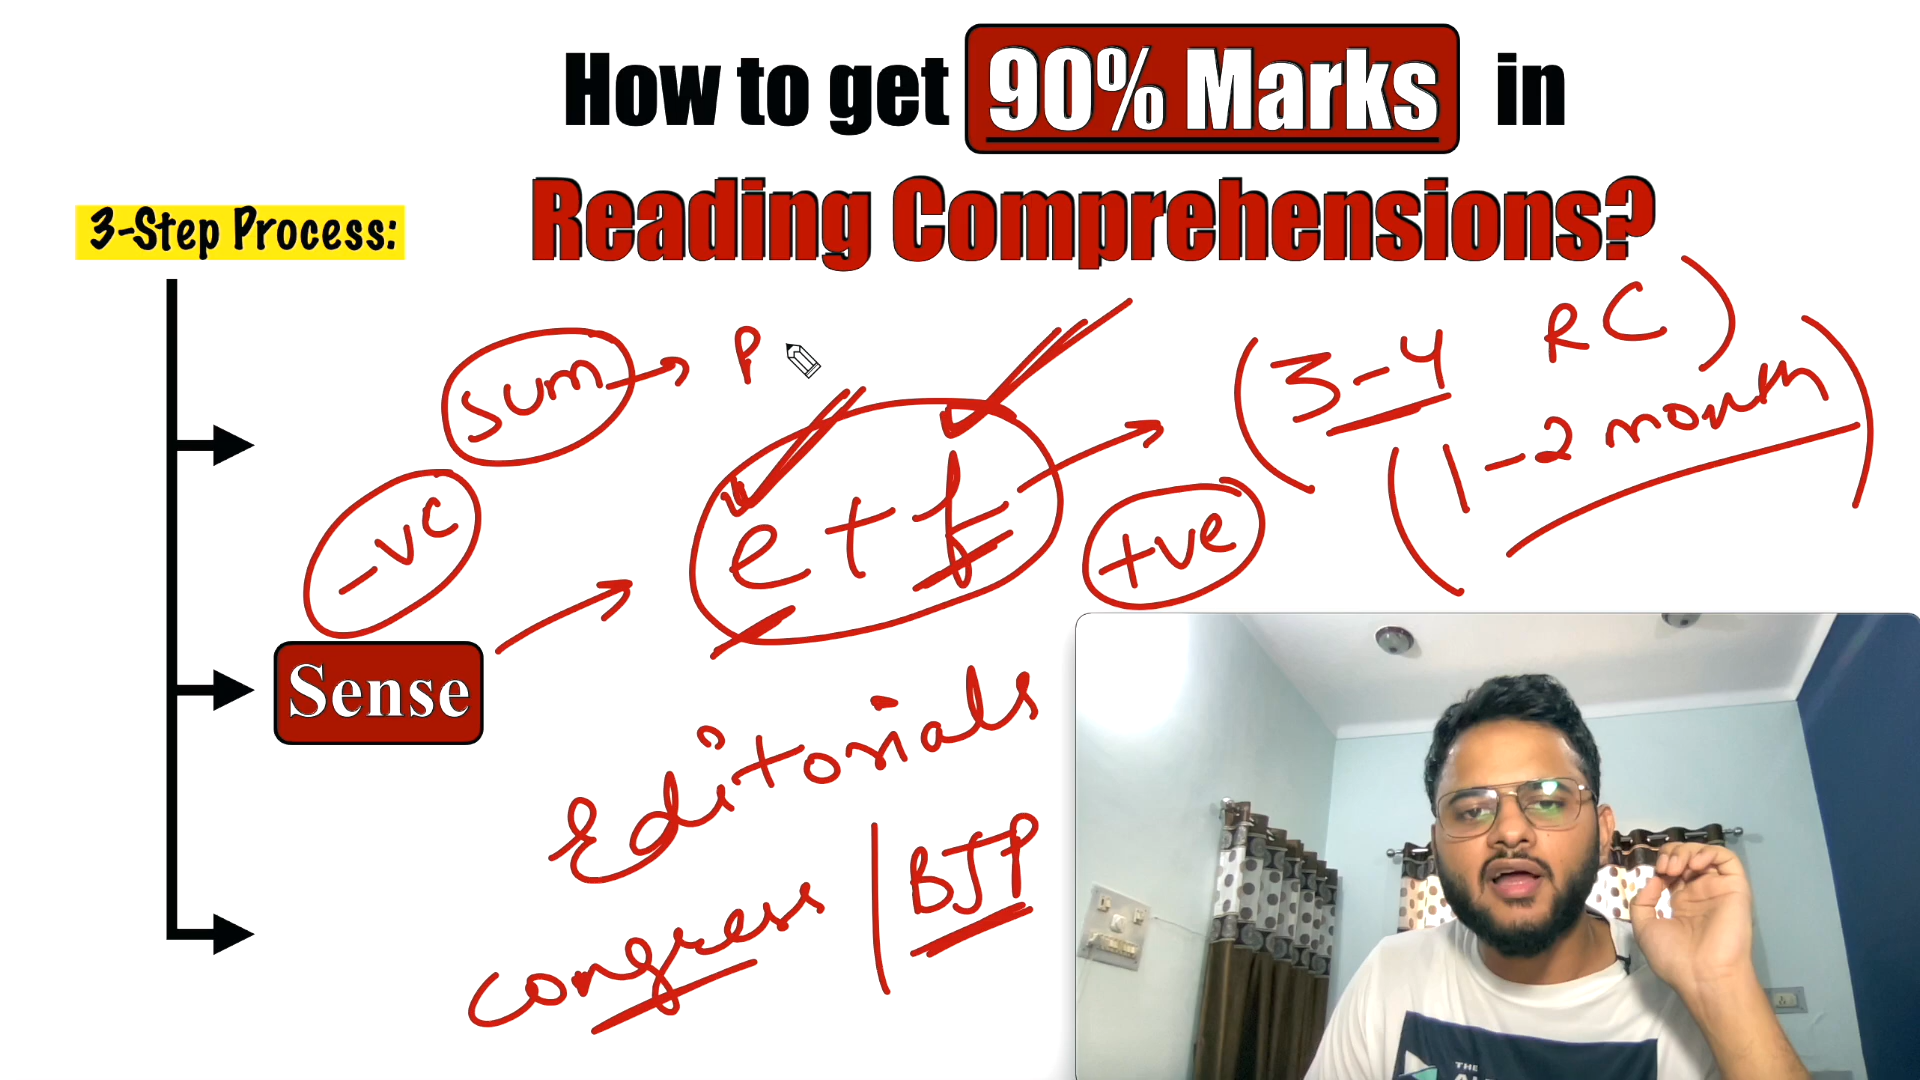 How to get 90% Marks in
Reading Comprehensions?
3-Step Process:
sum → P
(3-4 RC)
(1-2 month)
-ve
e + f
+ve
Sense
Editorials
congress | BJP
THE